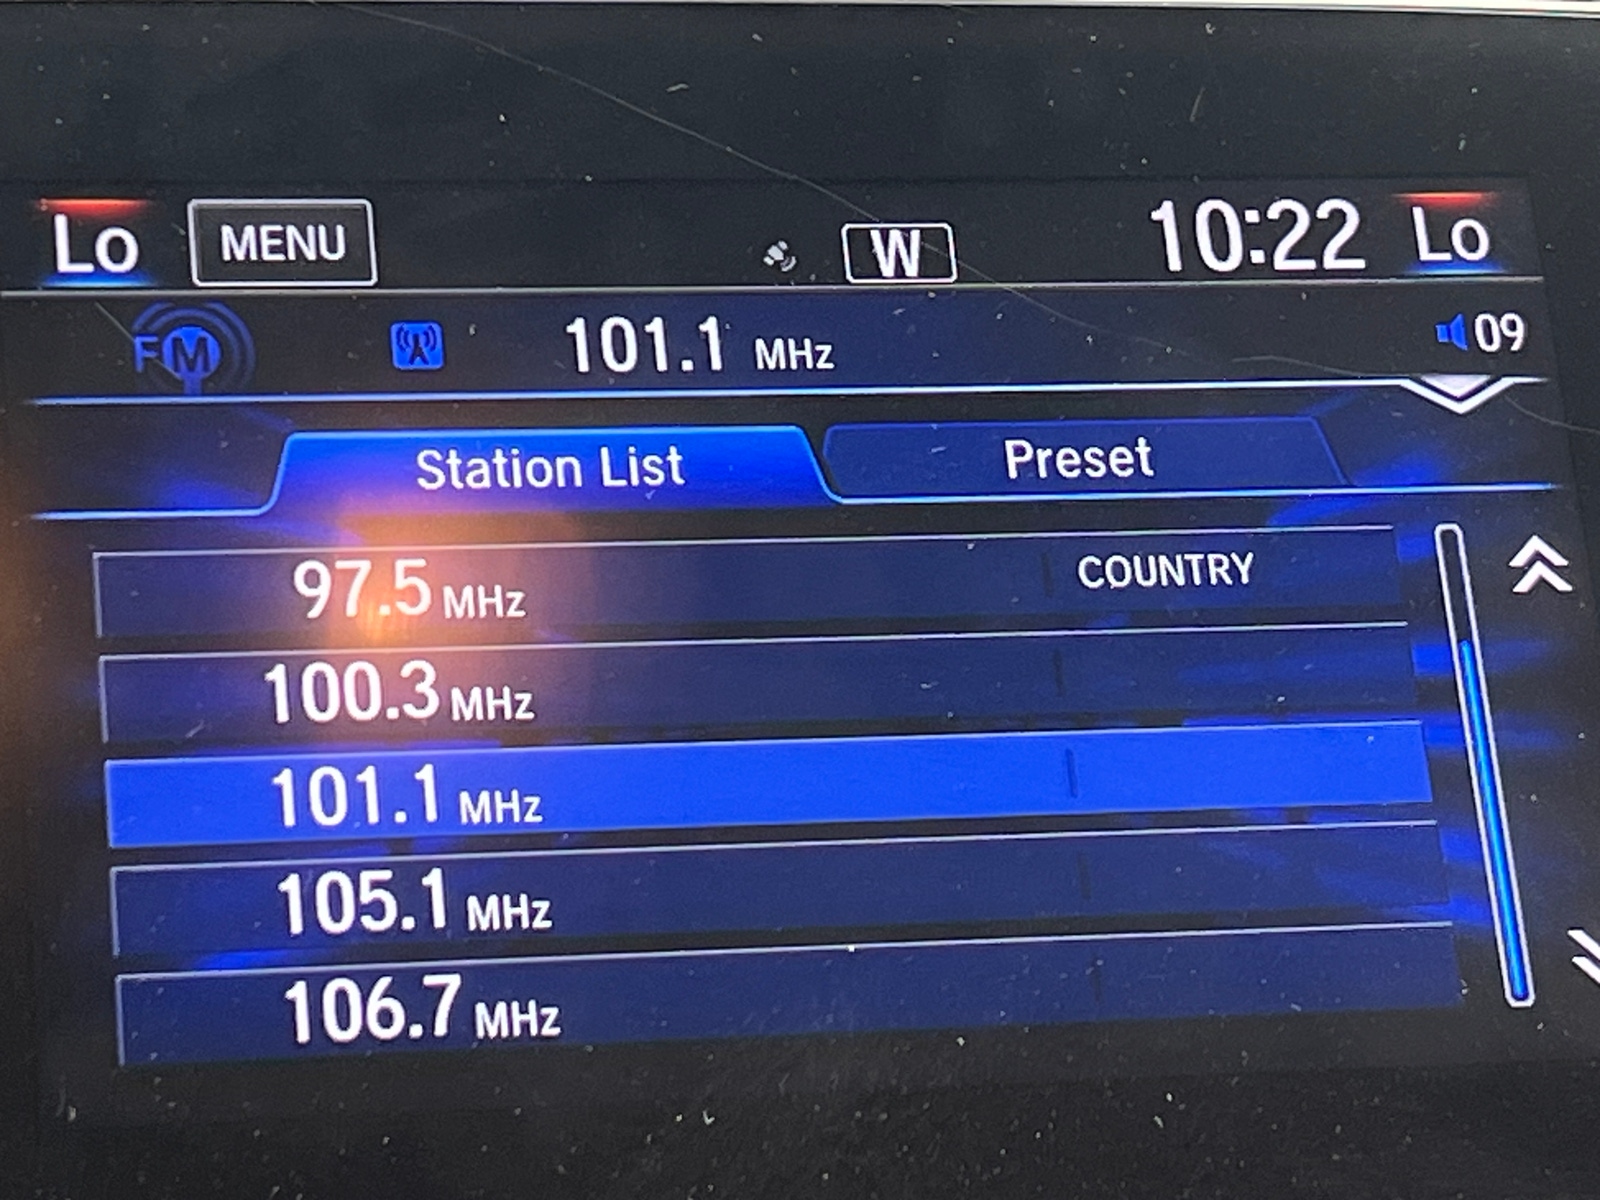 Lo MENU W 10:22 Lo
FM 101.1 MHz 09
Station List Preset
97.5 MHz COUNTRY
100.3 MHz
101.1 MHz
105.1 MHz
106.7 MHz